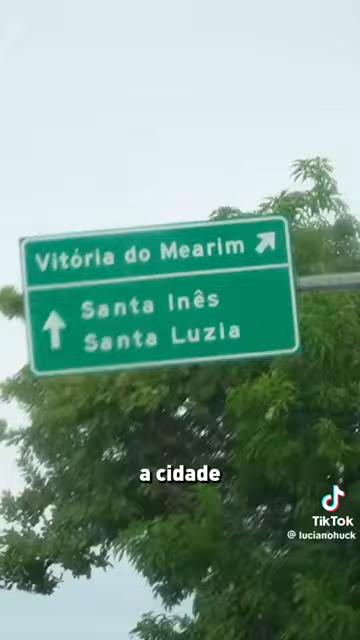 Vitória do Mearim
Santa Inês
Santa Luzia
a cidade
TikTok
@lucianohuck